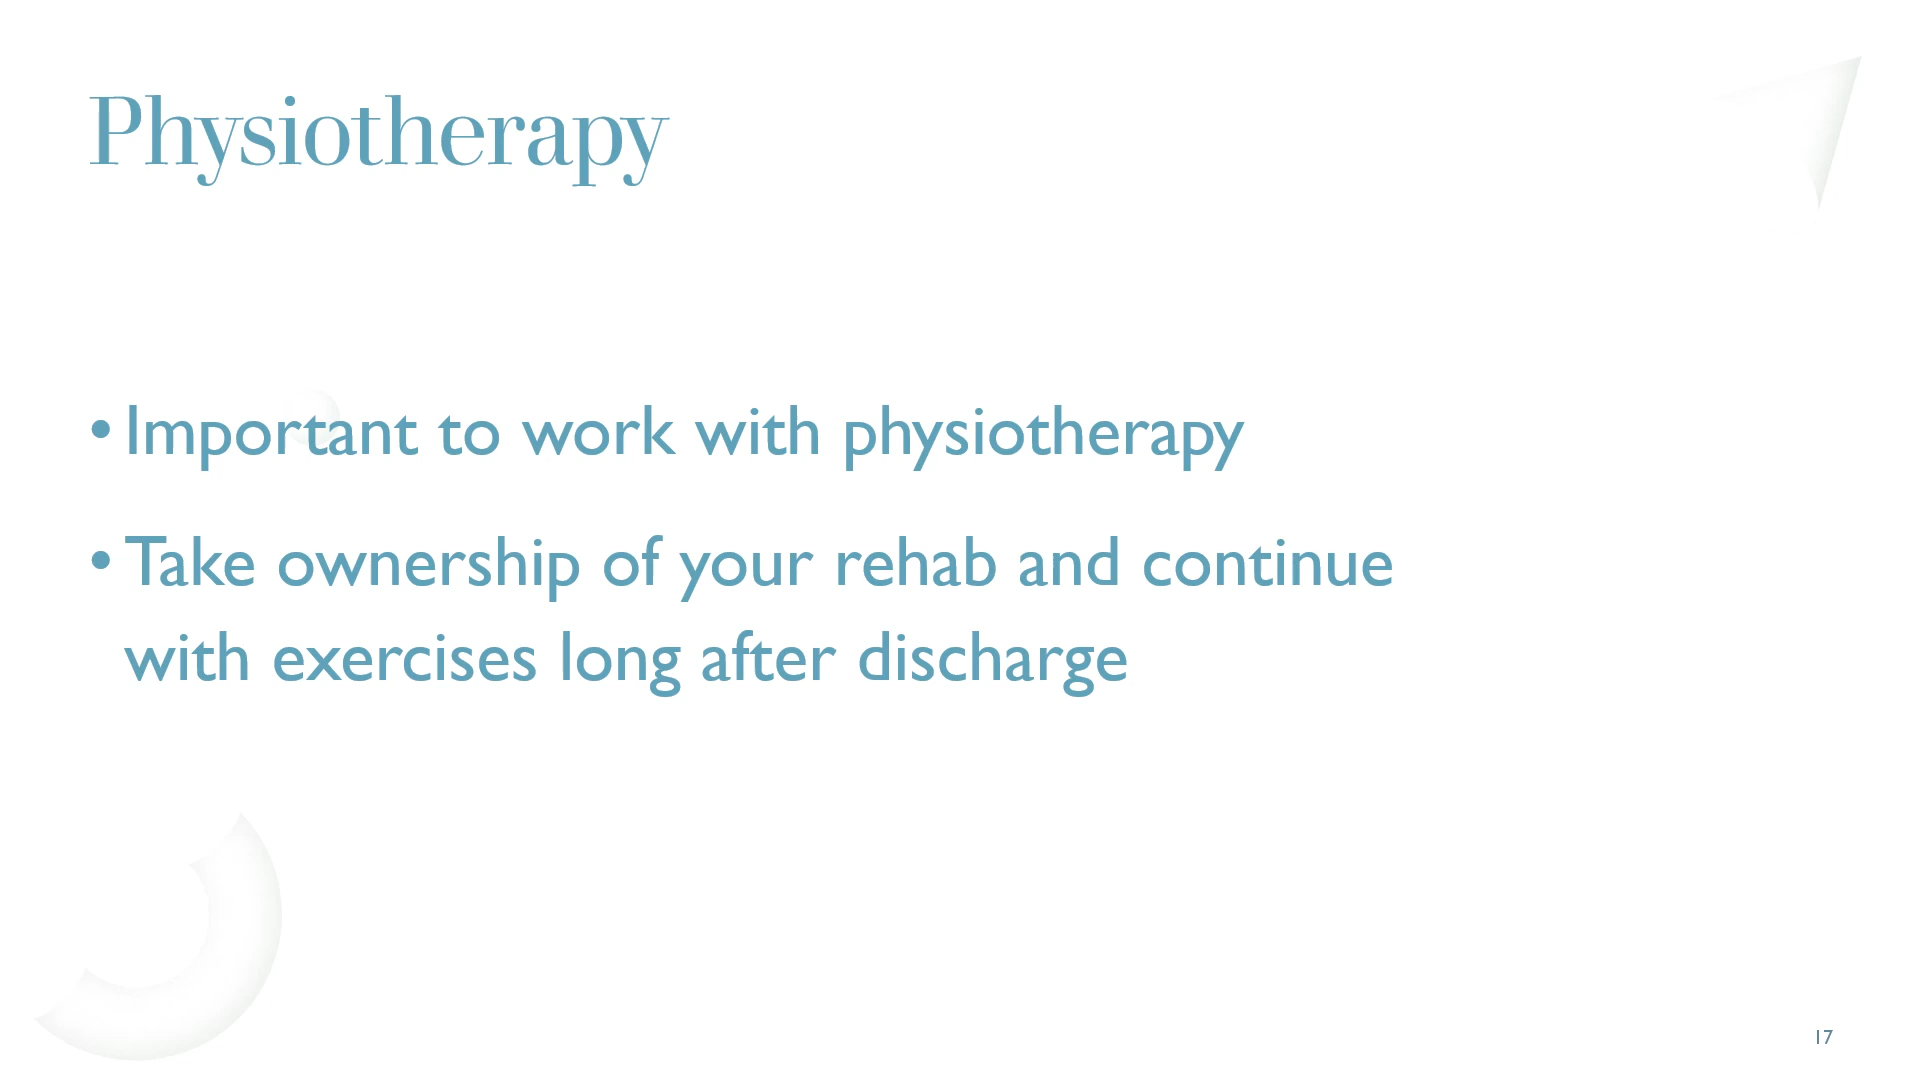 Physiotherapy
• Important to work with physiotherapy
• Take ownership of your rehab and continue
with exercises long after discharge
17